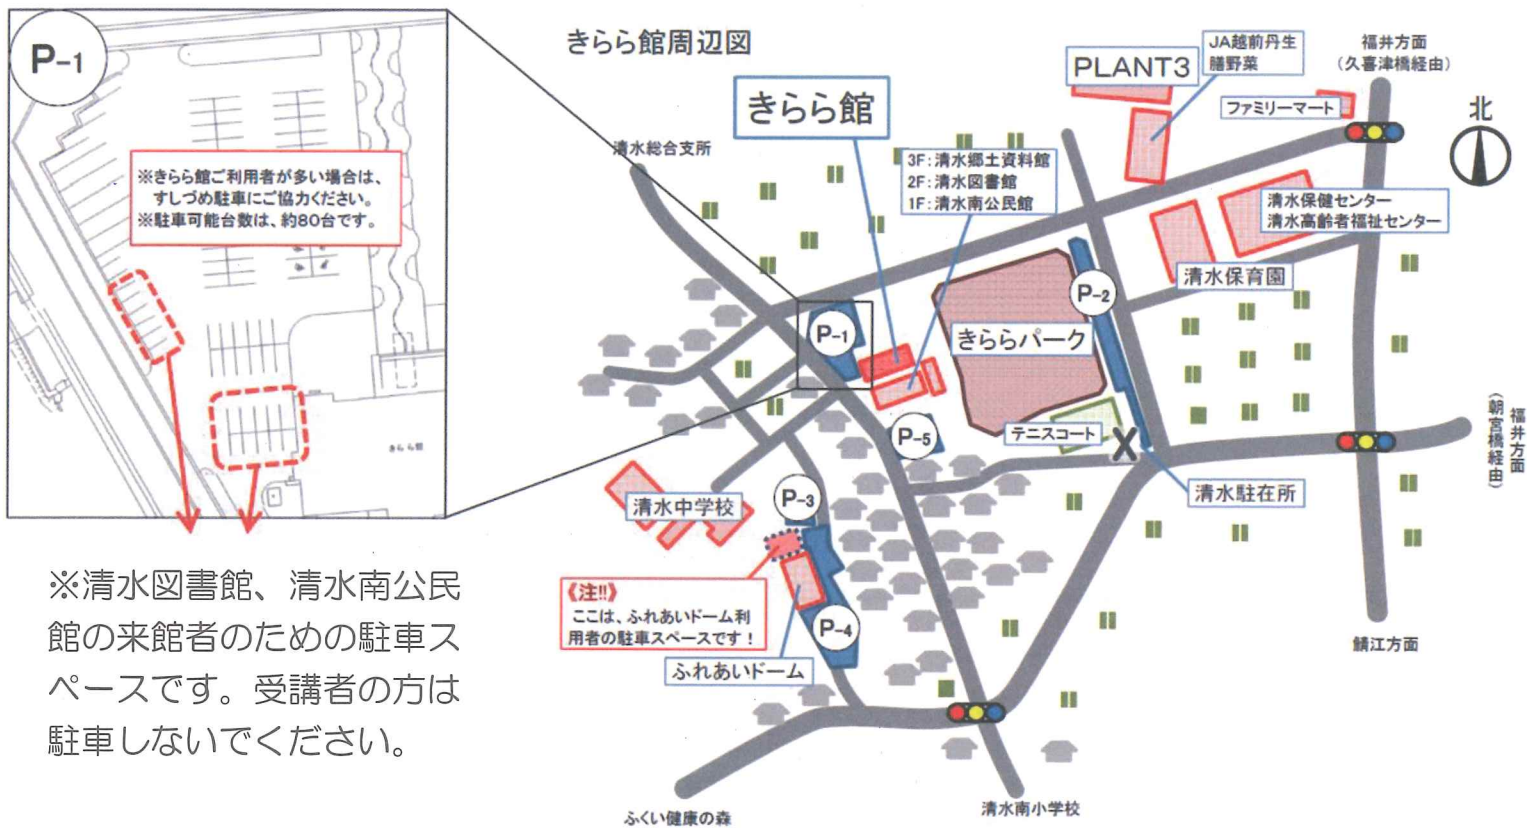 P-1
※きらら館ご利用者が多い場合は、
すしづめ駐車にご協力ください。
※駐車可能台数は、約80台です。
きらら館
※清水図書館、清水南公民
館の来館者のための駐車ス
ペースです。受講者の方は
駐車しないでください。
きらら館周辺図
PLANT3
JA越前丹生
膳野菜
福井方面
（久喜津橋経由）
ファミリーマート
北
きらら館
清水総合支所
3F：清水郷土資料館
2F：清水図書館
1F：清水南公民館
清水保健センター
清水高齢者福祉センター
清水保育園
P-2
P-1
きららパーク
P-5
テニスコート
X
福井方面
（朝宮橋経由）
清水駐在所
清水中学校
P-3
《注!!》
ここは、ふれあいドーム利
用者の駐車スペースです！
P-4
ふれあいドーム
鯖江方面
ふくい健康の森
清水南小学校